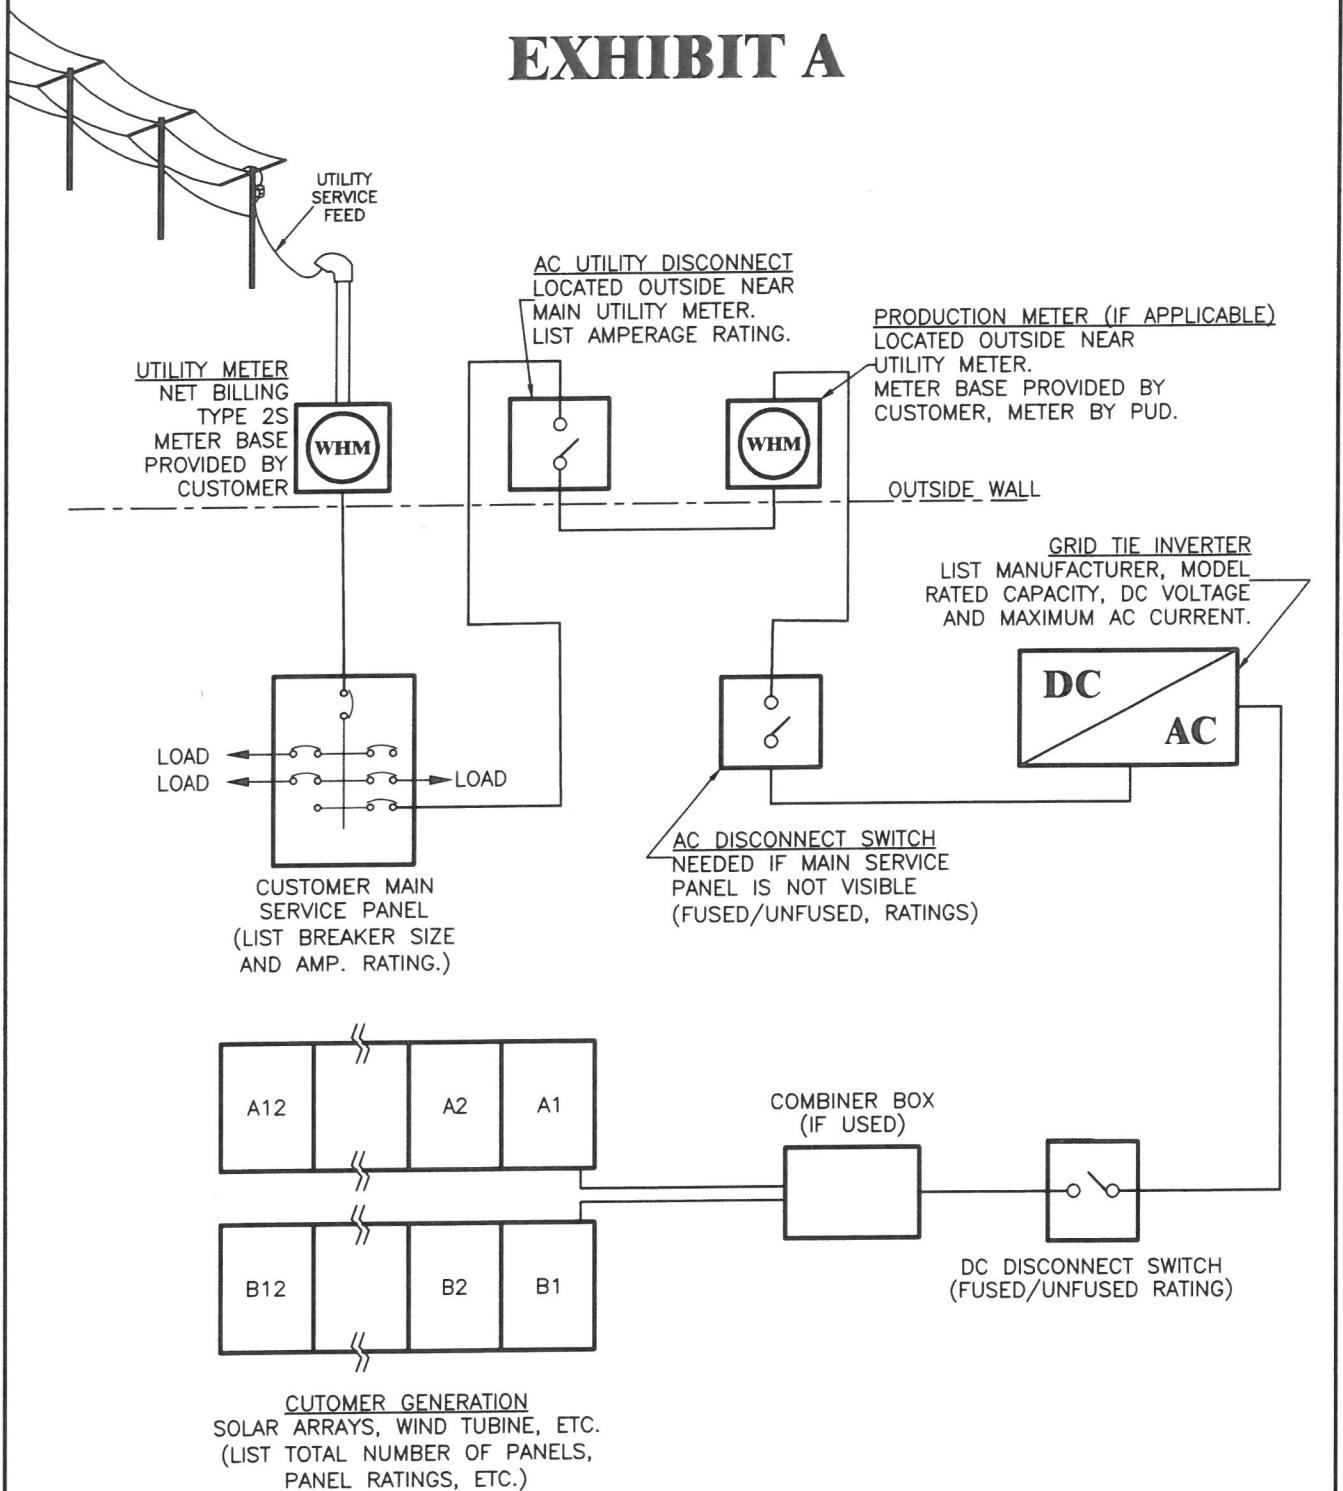 EXHIBIT A
UTILITY
SERVICE
FEED
AC UTILITY DISCONNECT
LOCATED OUTSIDE NEAR
MAIN UTILITY METER.
LIST AMPERAGE RATING.
PRODUCTION METER (IF APPLICABLE)
LOCATED OUTSIDE NEAR
UTILITY METER.
METER BASE PROVIDED BY
CUSTOMER, METER BY PUD.
UTILITY METER
NET BILLING
TYPE 2S
METER BASE
PROVIDED BY
CUSTOMER
WHM
WHM
OUTSIDE WALL
GRID TIE INVERTER
LIST MANUFACTURER, MODEL
RATED CAPACITY, DC VOLTAGE
AND MAXIMUM AC CURRENT.
DC
AC
LOAD
LOAD
LOAD
AC DISCONNECT SWITCH
NEEDED IF MAIN SERVICE
PANEL IS NOT VISIBLE
(FUSED/UNFUSED, RATINGS)
CUSTOMER MAIN
SERVICE PANEL
(LIST BREAKER SIZE
AND AMP. RATING.)
A12
A2
A1
COMBINER BOX
(IF USED)
B12
B2
B1
DC DISCONNECT SWITCH
(FUSED/UNFUSED RATING)
CUTOMER GENERATION
SOLAR ARRAYS, WIND TUBINE, ETC.
(LIST TOTAL NUMBER OF PANELS,
PANEL RATINGS, ETC.)